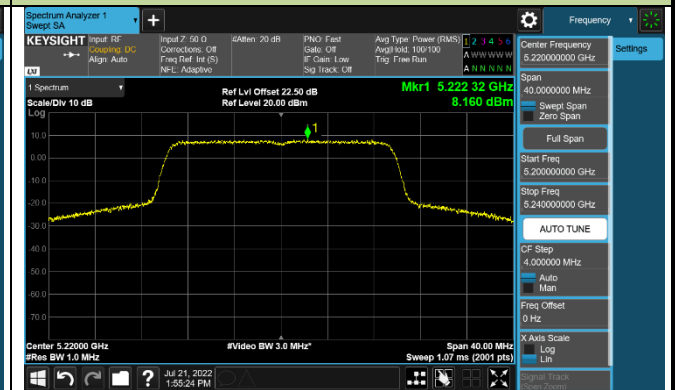 Spectrum Analyzer 1
Swept SA
+
Frequency
KEYSIGHT
Input: RF
Coupling: DC
Align: Auto
Input Z: 50 Ω
Corrections: Off
Freq Ref: Int (S)
NFE: Adaptive
#Atten: 20 dB
PNO: Fast
Gate: Off
IF Gain: Low
Sig Track: Off
Avg Type: Power (RMS)
Avg|Hold: 100/100
Trig: Free Run
1 2 3 4 5 6
A W W W W W
A N N N N N
LXI
1 Spectrum
Scale/Div 10 dB
Log
Ref Lvl Offset 22.50 dB
Ref Level 20.00 dBm
Mkr1 5.222 32 GHz
8.160 dBm
1
10.0
0.00
-10.0
-20.0
-30.0
-40.0
-50.0
-60.0
-70.0
Center 5.22000 GHz
#Res BW 1.0 MHz
#Video BW 3.0 MHz*
Span 40.00 MHz
Sweep 1.07 ms (2001 pts)
Jul 21, 2022
1:55:24 PM
?
Center Frequency
5.220000000 GHz
Settings
Span
40.0000000 MHz
Swept Span
Zero Span
Full Span
Start Freq
5.200000000 GHz
Stop Freq
5.240000000 GHz
AUTO TUNE
CF Step
4.000000 MHz
Auto
Man
Freq Offset
0 Hz
X Axis Scale
Log
Lin
Signal Track
(Span Zoom)